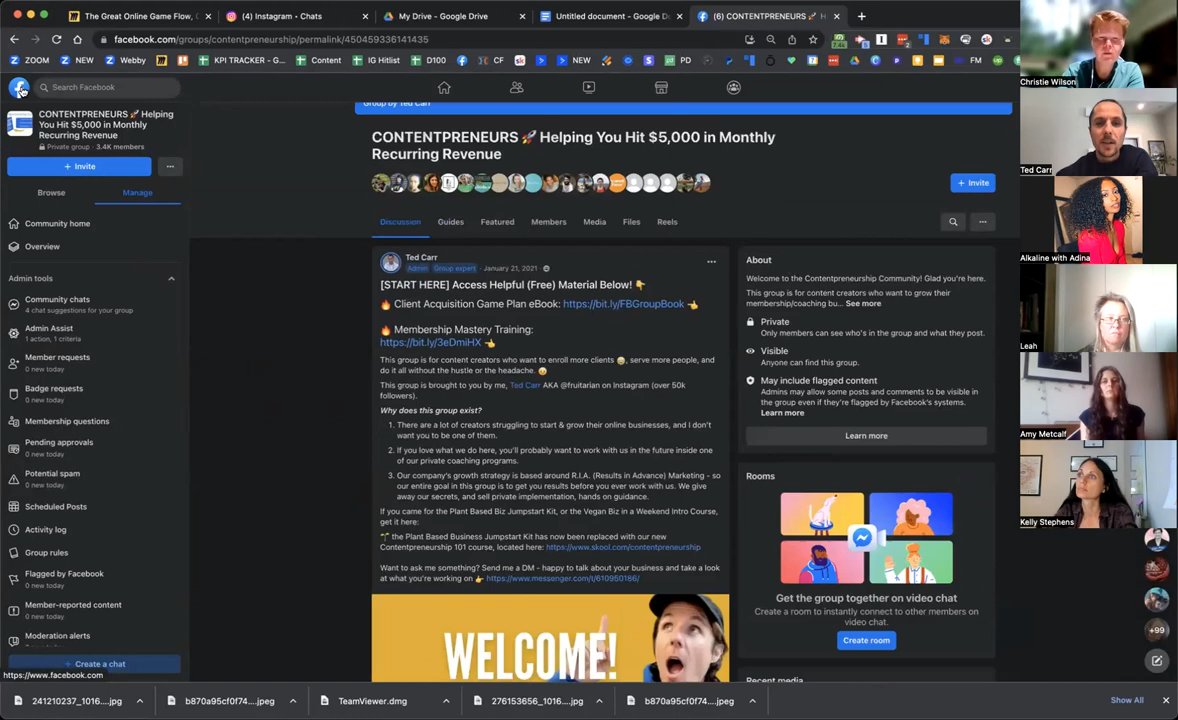 The Great Online Game Flow,
(4) Instagram • Chats
My Drive - Google Drive
Untitled document - Google D
(6) CONTENTPRENEURS 🚀 H
facebook.com/groups/contentpreneurship/permalink/450459336141435
ZOOM
NEW
Webby
KPI TRACKER - G...
Content
IG Hitlist
D100
CF
NEW
PD
FM
Search Facebook
CONTENTPRENEURS 🚀 Helping
You Hit $5,000 in Monthly
Recurring Revenue
Private group · 3.4K members
+ Invite
Browse
Manage
Community home
Overview
Admin tools
Community chats
4 chat suggestions for your group
Admin Assist
1 action, 1 criteria
Member requests
0 new today
Badge requests
0 new today
Membership questions
Pending approvals
0 new today
Potential spam
0 new today
Scheduled Posts
Activity log
Group rules
Flagged by Facebook
0 new today
Member-reported content
0 new today
Moderation alerts
+ Create a chat
https://www.facebook.com
Group by Ted Carr
CONTENTPRENEURS 🚀 Helping You Hit $5,000 in Monthly
Recurring Revenue
+ Invite
Discussion
Guides
Featured
Members
Media
Files
Reels
Ted Carr
Admin
Group expert
· January 21, 2021 ·
[START HERE] Access Helpful (Free) Material Below! 👇
🔥 Client Acquisition Game Plan eBook: https://bit.ly/FBGroupBook 👈
🔥 Membership Mastery Training:
https://bit.ly/3eDmiHX 👈
This group is for content creators who want to enroll more clients 😀, serve more people, and
do it all without the hustle or the headache. 😌
This group is brought to you by me, Ted Carr AKA @fruitarian on Instagram (over 50k
followers).
Why does this group exist?
1. There are a lot of creators struggling to start & grow their online businesses, and I don't
want you to be one of them.
2. If you love what we do here, you'll probably want to work with us in the future inside one
of our private coaching programs.
3. Our company's growth strategy is based around R.I.A. (Results in Advance) Marketing - so
our entire goal in this group is to get you results before you ever work with us. We give
away our secrets, and sell private implementation, hands on guidance.
If you came for the Plant Based Biz Jumpstart Kit, or the Vegan Biz in a Weekend Intro Course,
get it here:
🌱 the Plant Based Business Jumpstart Kit has now been replaced with our new
Contentpreneurship 101 course, located here: https://www.skool.com/contentpreneurship
Want to ask me something? Send me a DM - happy to talk about your business and take a look
at what you're working on 👉 https://www.messenger.com/t/610950166/
WELCOME!
About
Welcome to the Contentpreneurship Community! Glad you're here.
This group is for content creators who want to grow their
membership/coaching bu... See more
Private
Only members can see who's in the group and what they post.
Visible
Anyone can find this group.
May include flagged content
Admins may allow some posts and comments to be visible in
the group even if they're flagged by Facebook's systems.
Learn more
Learn more
Rooms
Get the group together on video chat
Create a room to instantly connect to other members on
video chat.
Create room
Recent media
Christie Wilson
Ted Carr
Alkaline with Adina
Leah
Amy Metcalf
Kelly Stephens
+99
241210237_1016....jpg
b870a95cf0f74....jpeg
TeamViewer.dmg
276153656_1016....jpg
b870a95cf0f74....jpeg
Show All